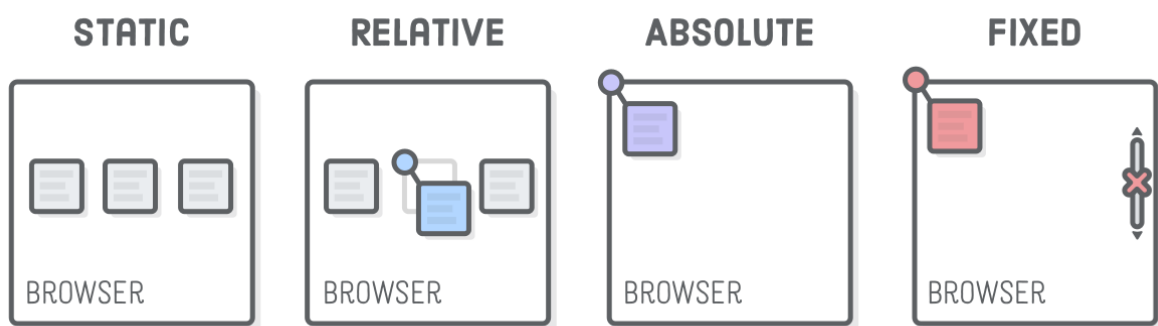 STATIC
RELATIVE
ABSOLUTE
FIXED
BROWSER
BROWSER
BROWSER
BROWSER